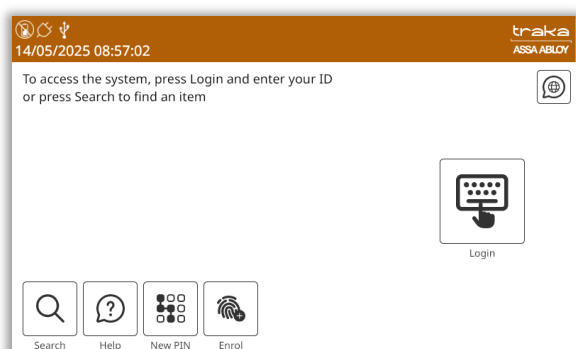 traka
14/05/2025 08:57:02
ASSA ABLOY
To access the system, press Login and enter your ID
or press Search to find an item
Login
Search
Help
New PIN
Enrol